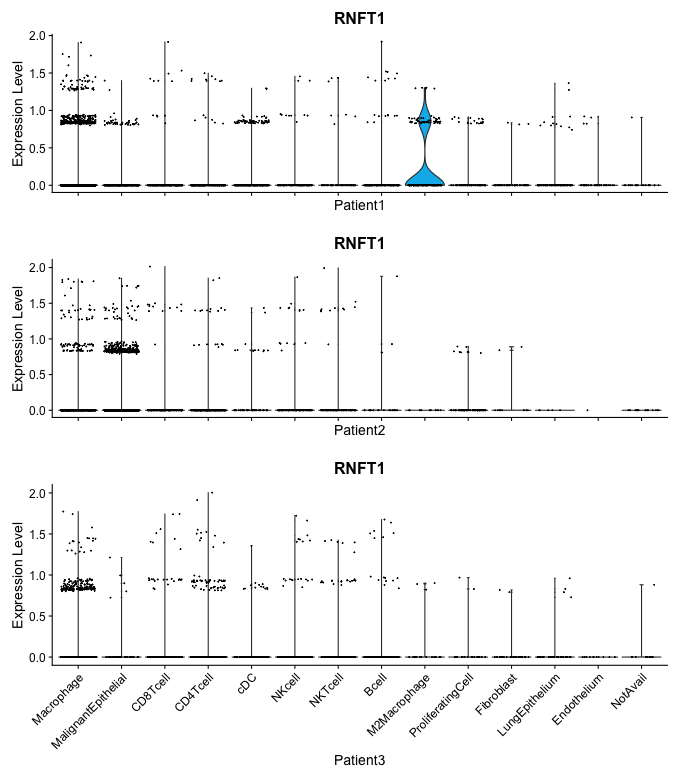 RNFT1
Expression Level
2.0
1.5
1.0
0.5
0.0
Patient1
RNFT1
Expression Level
2.0
1.5
1.0
0.5
0.0
Patient2
RNFT1
Expression Level
2.0
1.5
1.0
0.5
0.0
Macrophage
MalignantEpithelial
CD8Tcell
CD4Tcell
cDC
NKcell
NKTcell
Bcell
M2Macrophage
ProliferatingCell
Fibroblast
LungEpithelium
Endothelium
NotAvail
Patient3